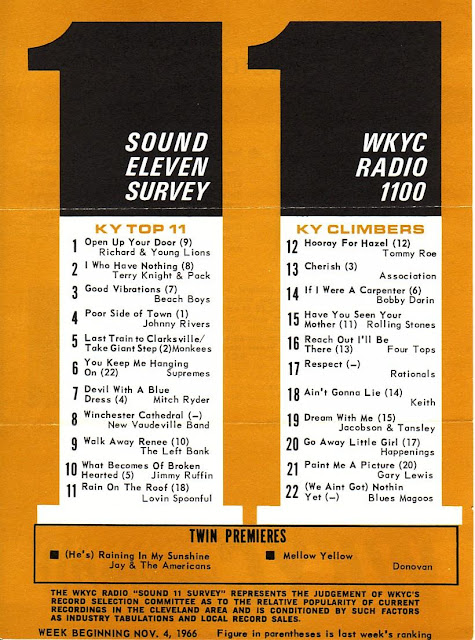 SOUND
ELEVEN
SURVEY
WKYC
RADIO
1100
KY TOP 11
1 Open Up Your Door (9)
Richard & Young Lions
2 I Who Have Nothing (8)
Terry Knight & Pack
3 Good Vibrations (7)
Beach Boys
4 Poor Side of Town (1)
Johnny Rivers
5 Last Train to Clarksville/
Take Giant Step (2) Monkees
6 You Keep Me Hanging
On (22) Supremes
7 Devil With A Blue
Dress (4) Mitch Ryder
8 Winchester Cathedral (–)
New Vaudeville Band
9 Walk Away Renee (10)
The Left Bank
10 What Becomes Of Broken
Hearted (5) Jimmy Ruffin
11 Rain On The Roof (18)
Lovin Spoonful
KY CLIMBERS
12 Hooray For Hazel (12)
Tommy Roe
13 Cherish (3)
Association
14 If I Were A Carpenter (6)
Bobby Darin
15 Have You Seen Your
Mother (11) Rolling Stones
16 Reach Out I'll Be
There (13) Four Tops
17 Respect (–)
Rationals
18 Ain't Gonna Lie (14)
Keith
19 Dream With Me (15)
Jacobson & Tansley
20 Go Away Little Girl (17)
Happenings
21 Paint Me A Picture (20)
Gary Lewis
22 (We Aint Got) Nothin
Yet (–) Blues Magoos
TWIN PREMIERES
(He's) Raining In My Sunshine
Jay & The Americans
Mellow Yellow
Donovan
THE WKYC RADIO "SOUND 11 SURVEY" REPRESENTS THE JUDGEMENT OF WKYC'S
RECORD SELECTION COMMITTEE AS TO THE RELATIVE POPULARITY OF CURRENT
RECORDINGS IN THE CLEVELAND AREA AND IS CONDITIONED BY SUCH FACTORS
AS INDUSTRY TABULATIONS AND LOCAL RECORD SALES.
WEEK BEGINNING NOV. 4, 1966 Figure in parentheses is last week's ranking